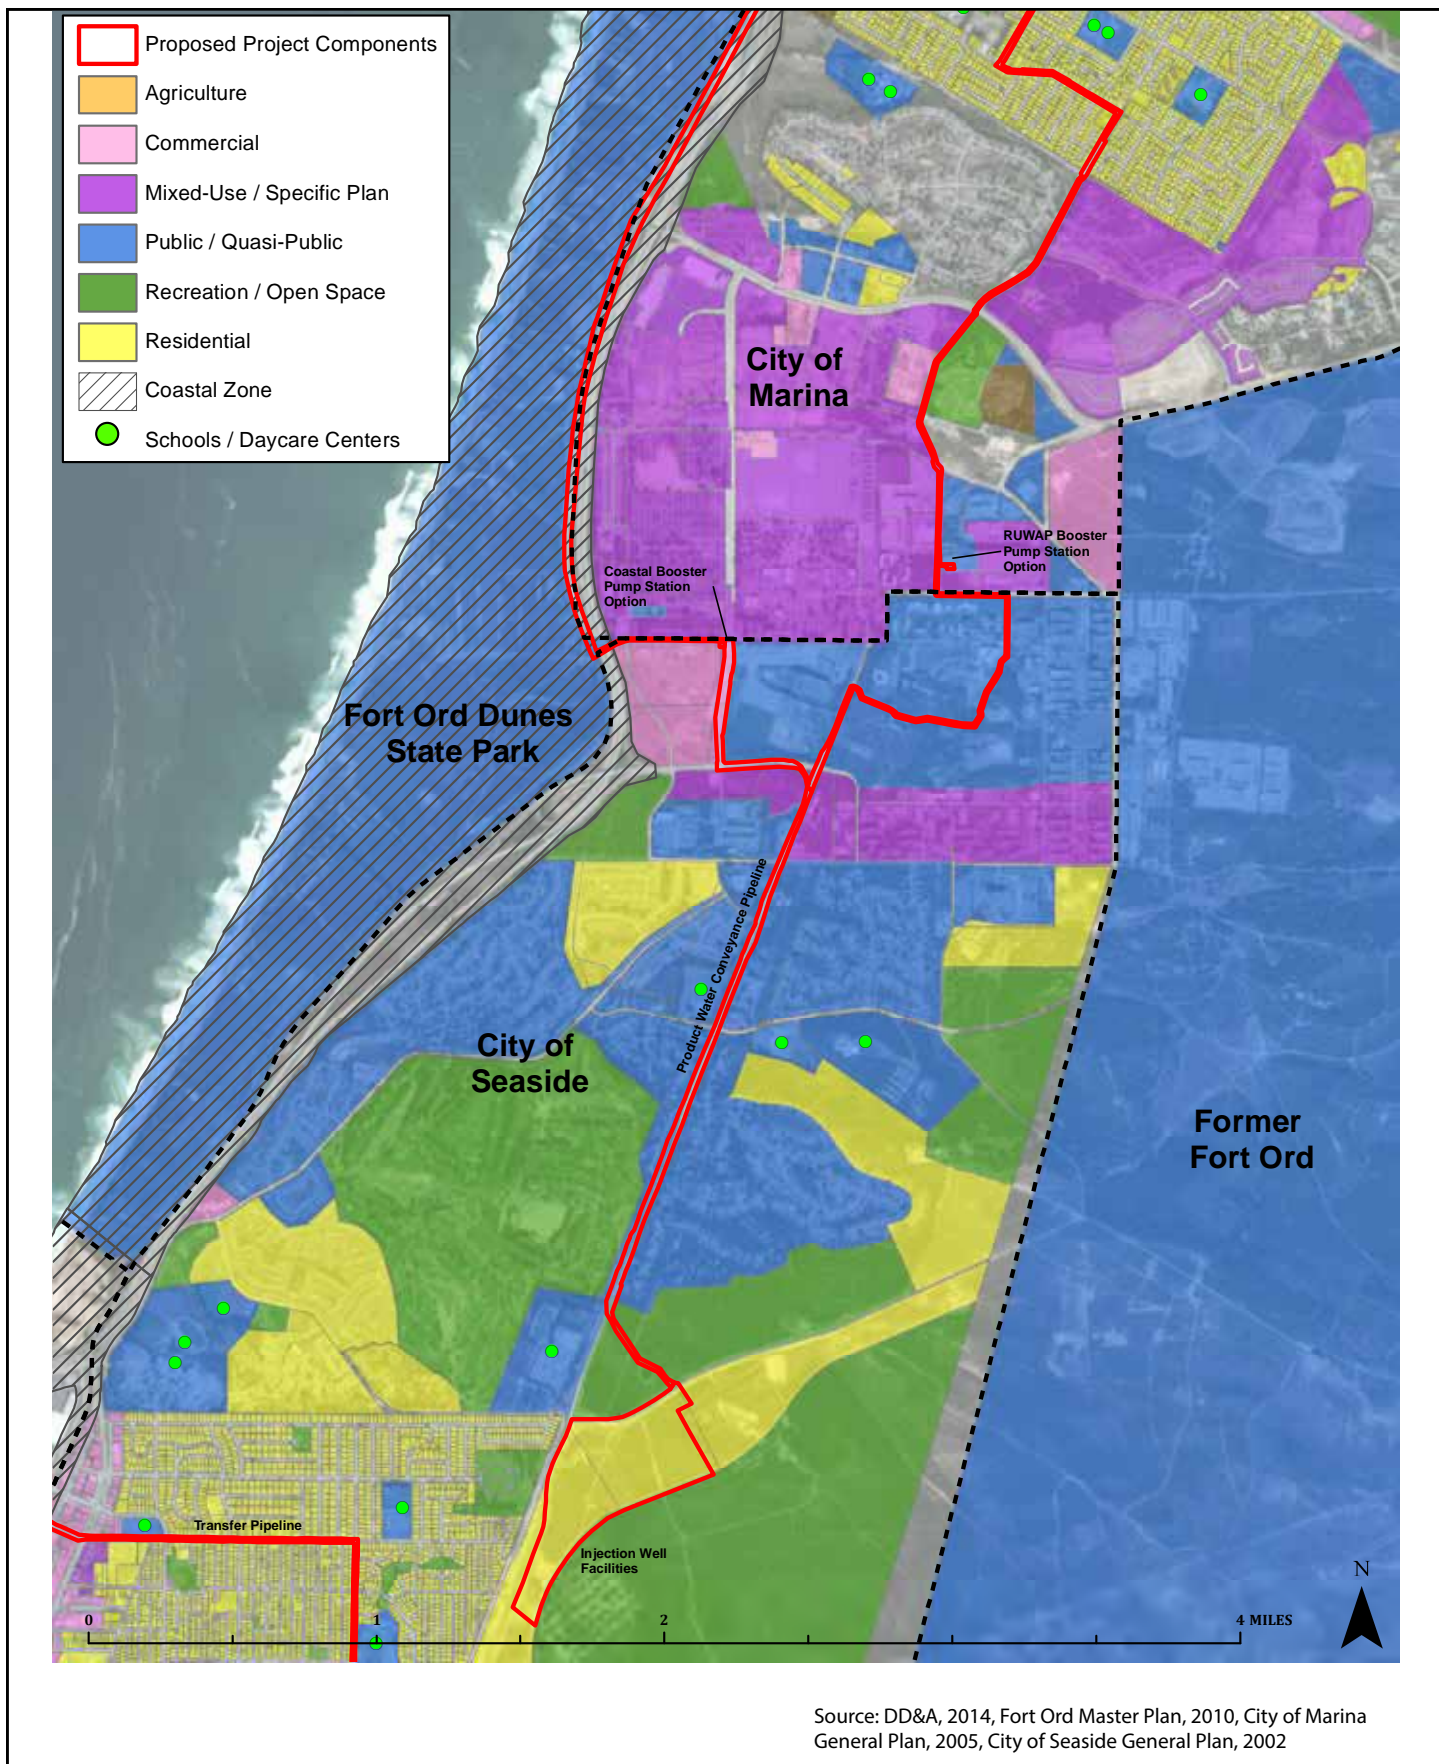 Proposed Project Components
Agriculture
Commercial
Mixed-Use / Specific Plan
Public / Quasi-Public
Recreation / Open Space
Residential
Coastal Zone
Schools / Daycare Centers
City of
Marina
RUWAP Booster
Pump Station
Option
Coastal Booster
Pump Station
Option
Fort Ord Dunes
State Park
Product Water Conveyance Pipeline
City of
Seaside
Former
Fort Ord
Transfer Pipeline
Injection Well
Facilities
N
0
1
2
4 MILES
Source: DD&A, 2014, Fort Ord Master Plan, 2010, City of Marina
General Plan, 2005, City of Seaside General Plan, 2002